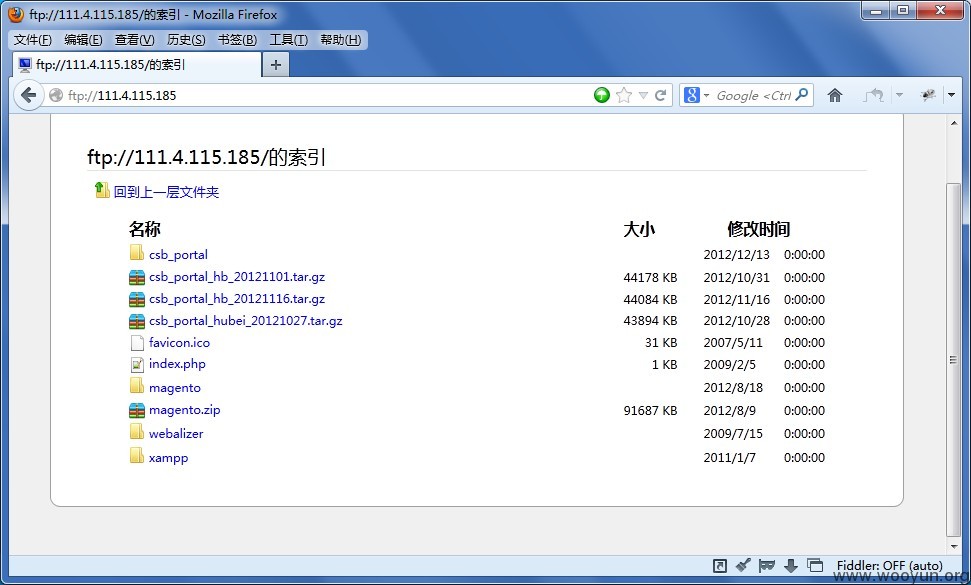 ftp://111.4.115.185/的索引 - Mozilla Firefox
文件(F) 编辑(E) 查看(V) 历史(S) 书签(B) 工具(T) 帮助(H)
ftp://111.4.115.185/的索引
ftp://111.4.115.185 Google <Ctrl
ftp://111.4.115.185/的索引
回到上一层文件夹
名称 大小 修改时间
csb_portal 2012/12/13 0:00:00
csb_portal_hb_20121101.tar.gz 44178 KB 2012/10/31 0:00:00
csb_portal_hb_20121116.tar.gz 44084 KB 2012/11/16 0:00:00
csb_portal_hubei_20121027.tar.gz 43894 KB 2012/10/28 0:00:00
favicon.ico 31 KB 2007/5/11 0:00:00
index.php 1 KB 2009/2/5 0:00:00
magento 2012/8/18 0:00:00
magento.zip 91687 KB 2012/8/9 0:00:00
webalizer 2009/7/15 0:00:00
xampp 2011/1/7 0:00:00
Fiddler: OFF (auto)
www.wooyun.org